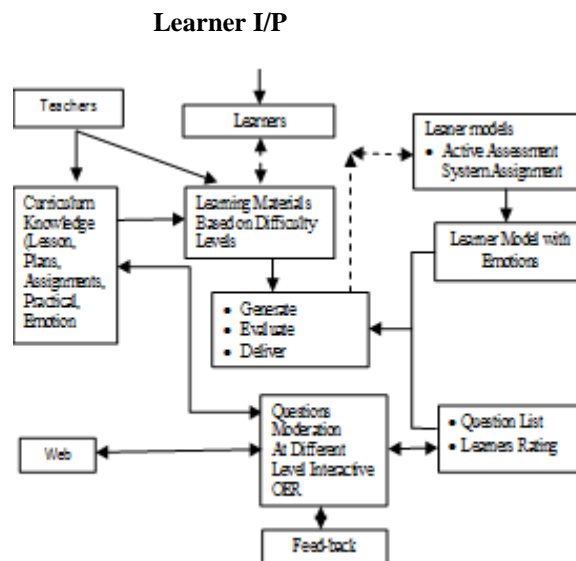 Learner I/P
Teachers
Learners
Leaner models
• Active Assessment
System Assignment
Curriculum
Knowledge
(Lesson,
Plans,
Assignments,
Practical,
Emotion
Learning Materials
Based on Difficulty
Levels
Learner Model with
Emotions
• Generate
• Evaluate
• Deliver
Questions
Moderation
At Different
Level Interactive
OER
• Question List
• Learners Rating
Web
Feed-back